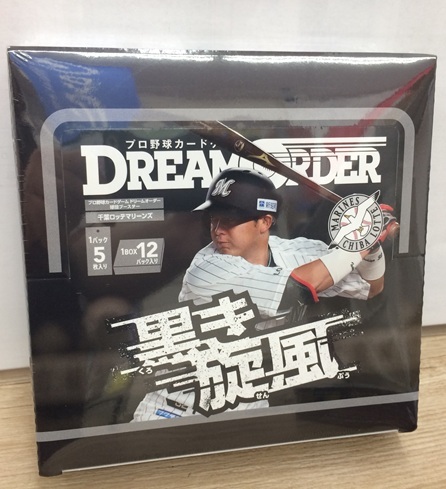 プロ野球カード
DREAM ORDER
プロ野球カードゲーム ドリームオーダー
球団ブースター
千葉ロッテマリーンズ
1パック
5
枚入り
1BOX 12
パック入り
M
MARINES
CHIBA LOTTE
黒き
くろ
旋風
せん
ぷう